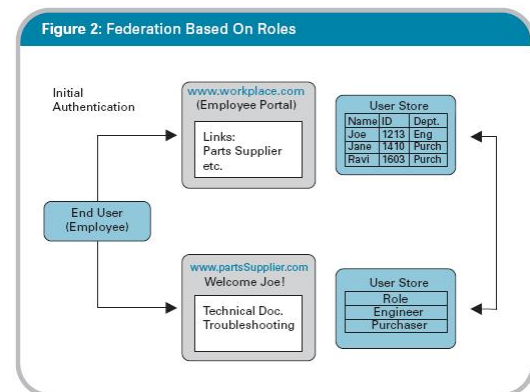 Figure 2: Federation Based On Roles
Initial
Authentication
www.workplace.com
(Employee Portal)
Links:
Parts Supplier
etc.
User Store
Name ID Dept.
Joe 1213 Eng
Jane 1410 Purch
Ravi 1603 Purch
End User
(Employee)
www.partsSupplier.com
Welcome Joe!
Technical Doc.
Troubleshooting
User Store
Role
Engineer
Purchaser